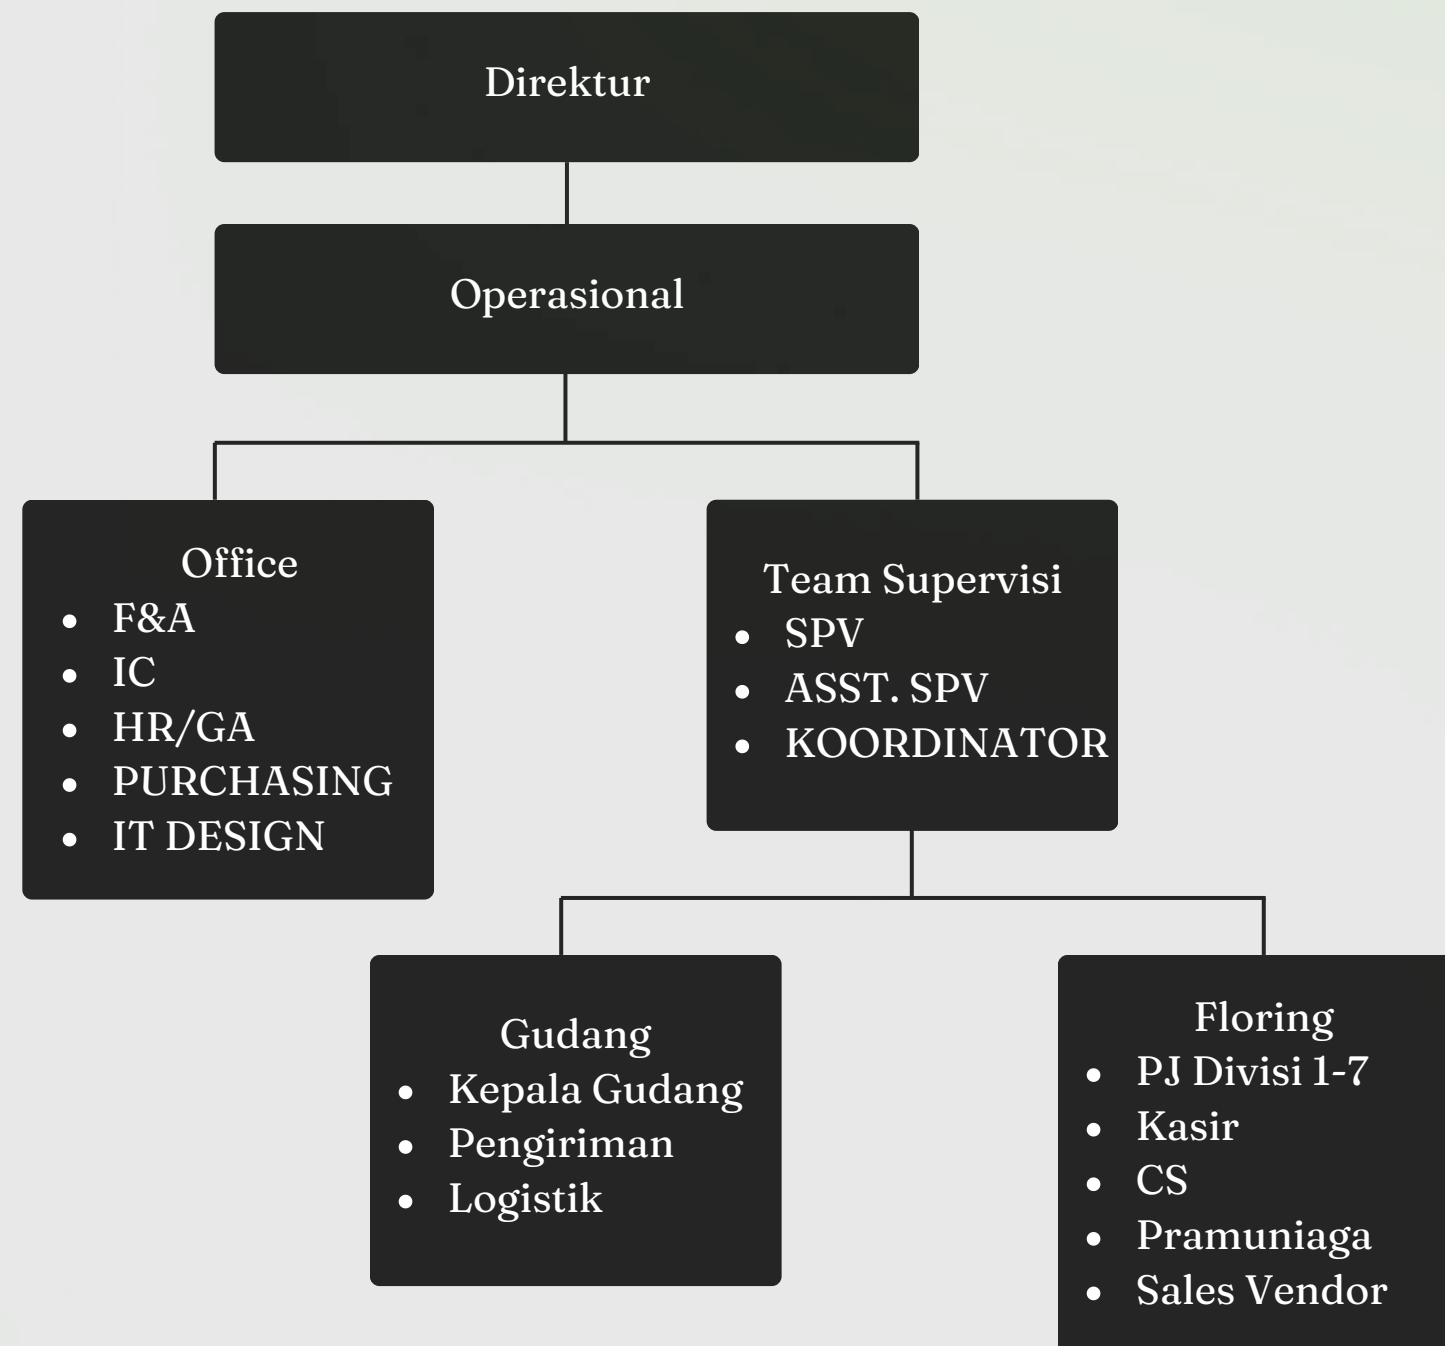 Direktur
Operasional
Office
• F&A
• IC
• HR/GA
• PURCHASING
• IT DESIGN
Team Supervisi
• SPV
• ASST. SPV
• KOORDINATOR
Gudang
• Kepala Gudang
• Pengiriman
• Logistik
Floring
• PJ Divisi 1-7
• Kasir
• CS
• Pramuniaga
• Sales Vendor